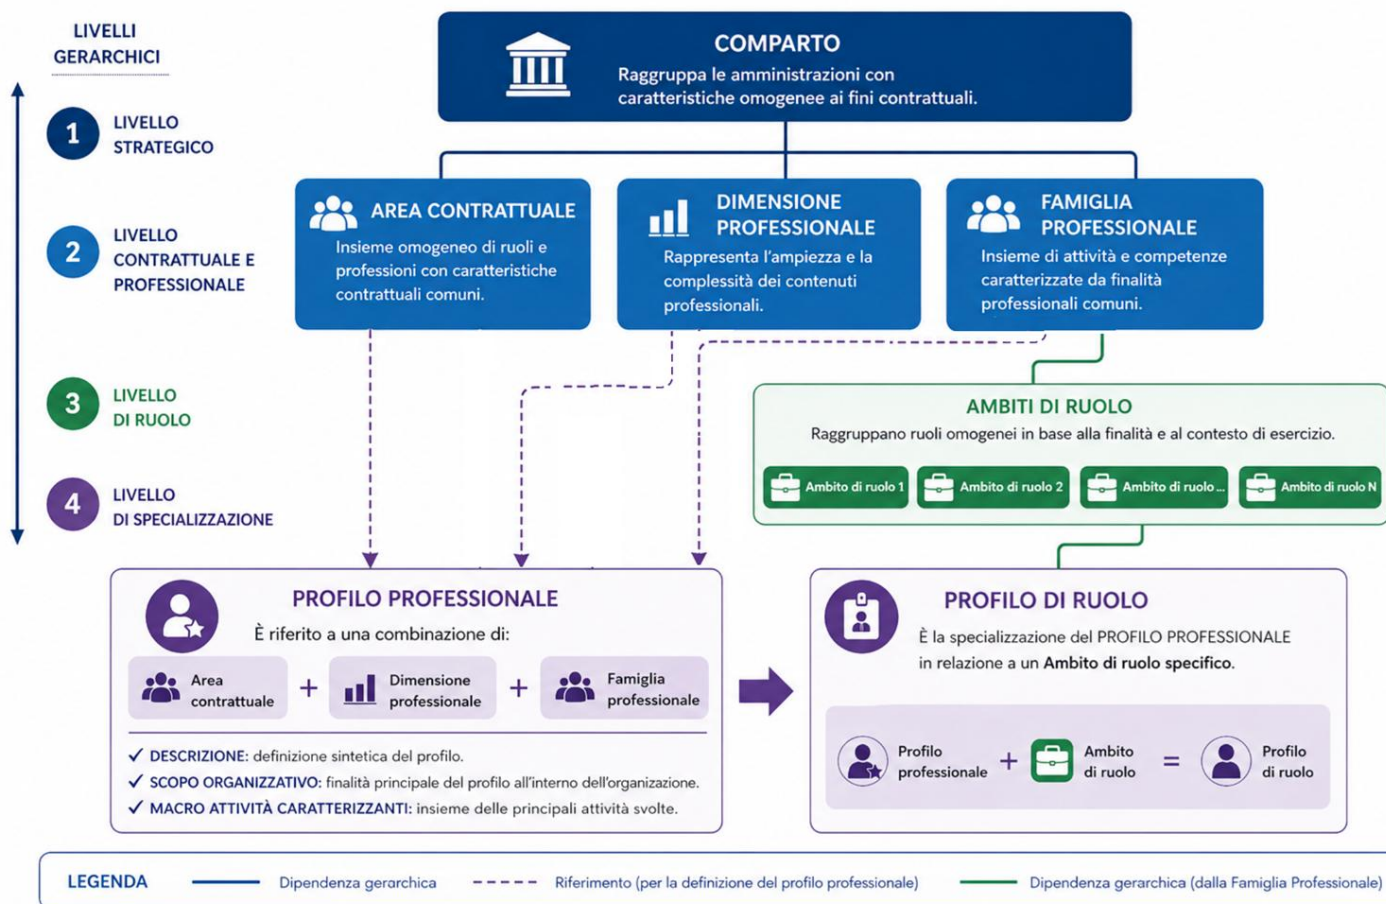 LIVELLI
GERARCHICI
1
LIVELLO
STRATEGICO
2
LIVELLO
CONTRATTUALE E
PROFESSIONALE
3
LIVELLO
DI RUOLO
4
LIVELLO
DI SPECIALIZZAZIONE
COMPARTO
Raggruppa le amministrazioni con
caratteristiche omogenee ai fini contrattuali.
AREA CONTRATTUALE
Insieme omogeneo di ruoli e
professioni con caratteristiche
contrattuali comuni.
DIMENSIONE
PROFESSIONALE
Rappresenta l'ampiezza e la
complessità dei contenuti
professionali.
FAMIGLIA
PROFESSIONALE
Insieme di attività e competenze
caratterizzate da finalità
professionali comuni.
AMBITI DI RUOLO
Raggruppano ruoli omogenei in base alla finalità e al contesto di esercizio.
Ambito di ruolo 1
Ambito di ruolo 2
Ambito di ruolo ...
Ambito di ruolo N
PROFILO PROFESSIONALE
È riferito a una combinazione di:
Area
contrattuale
+
Dimensione
professionale
+
Famiglia
professionale
✓ DESCRIZIONE: definizione sintetica del profilo.
✓ SCOPO ORGANIZZATIVO: finalità principale del profilo all'interno dell'organizzazione.
✓ MACRO ATTIVITÀ CARATTERIZZANTI: insieme delle principali attività svolte.
PROFILO DI RUOLO
È la specializzazione del PROFILO PROFESSIONALE
in relazione a un Ambito di ruolo specifico.
Profilo
professionale
+
Ambito
di ruolo
=
Profilo
di ruolo
LEGENDA
Dipendenza gerarchica
Riferimento (per la definizione del profilo professionale)
Dipendenza gerarchica (dalla Famiglia Professionale)